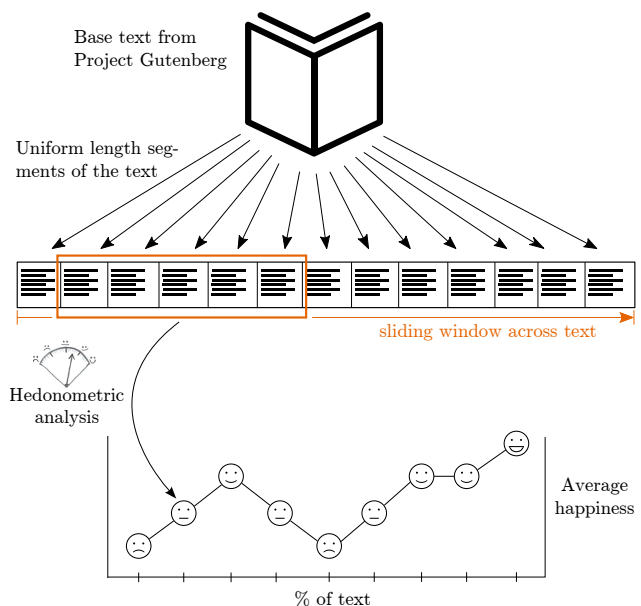 Base text from
Project Gutenberg
Uniform length seg-
ments of the text
sliding window across text
Hedonometric
analysis
Average
happiness
% of text